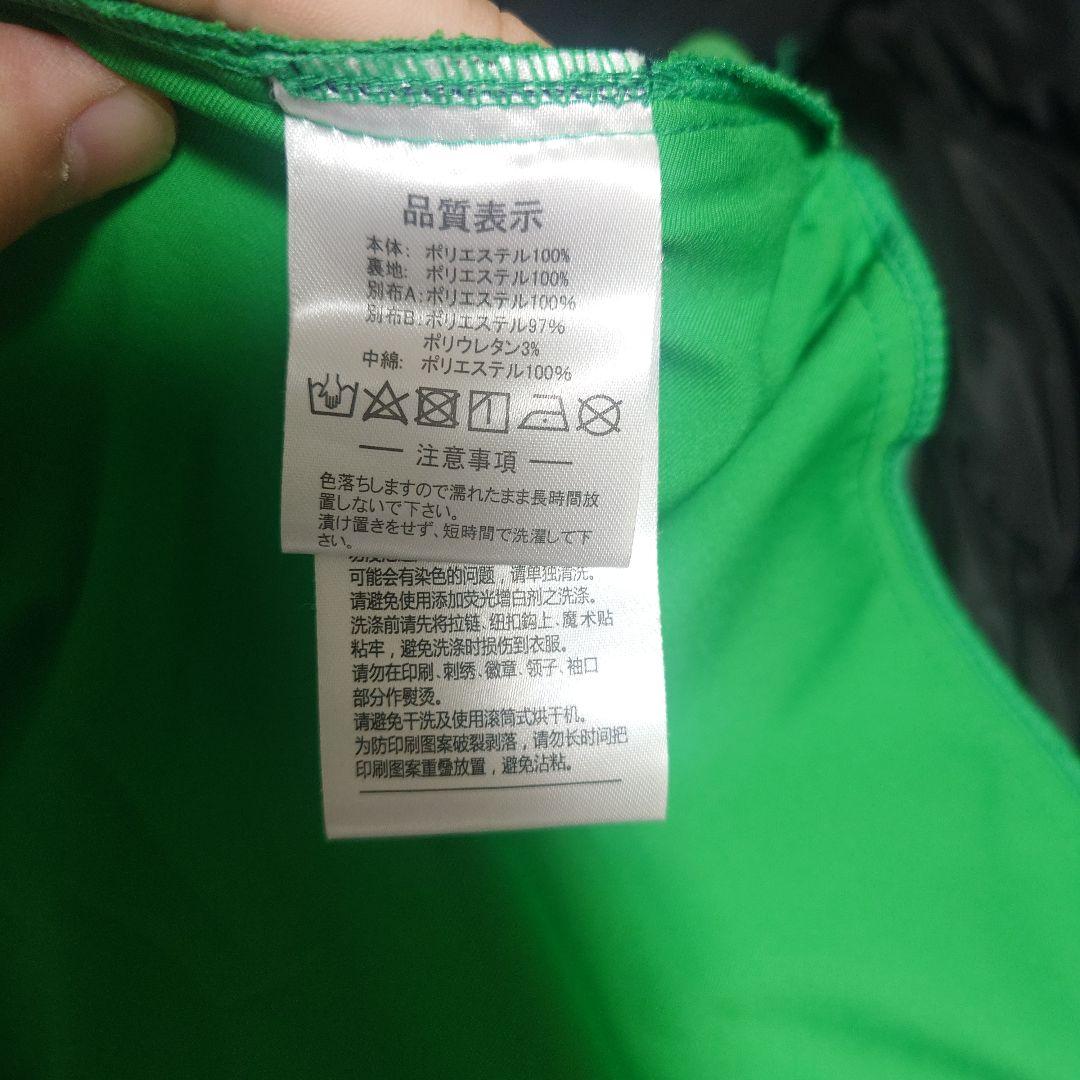 品質表示
本体: ポリエステル100%
裏地: ポリエステル100%
別布A:ポリエステル100%
別布B:ポリエステル97%
ポリウレタン3%
中綿: ポリエステル100%
注意事項
色落ちしますので濡れたまま長時間放
置しないで下さい。
漬け置きをせず、短時間で洗濯して下
さい。
可能会有染色的问题，请单独清洗。
请避免使用添加荧光增白剂之洗涤。
洗涤前请先将拉链、纽扣鈎上、魔术贴
粘牢，避免洗涤时损伤到衣服。
请勿在印刷、刺绣、徽章、领子、袖口
部分作熨烫。
请避免干洗及使用滚筒式烘干机。
为防印刷图案破裂剥落，请勿长时间把
印刷图案重叠放置，避免沾粘。